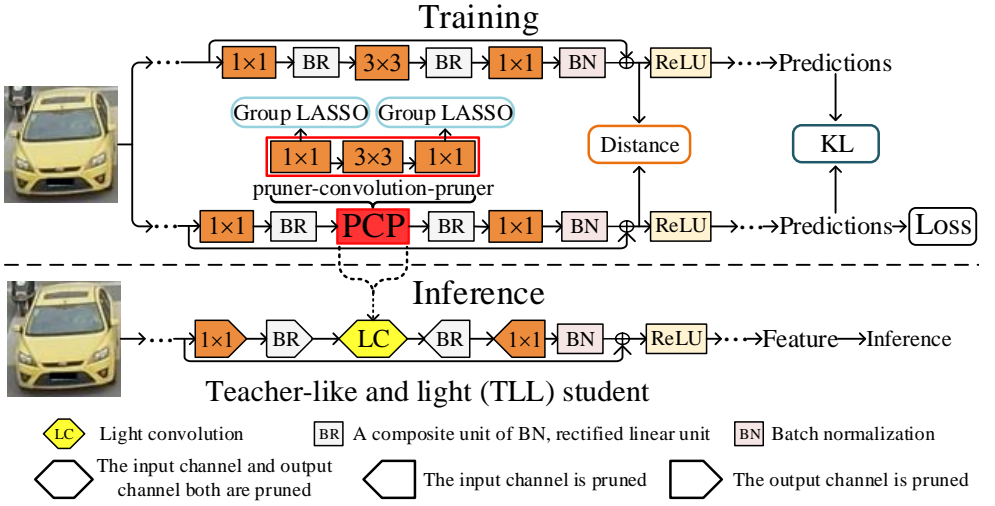 Training
1×1 BR 3×3 BR 1×1 BN ReLU Predictions
Group LASSO Group LASSO
1×1 3×3 1×1 Distance KL
pruner-convolution-pruner
1×1 BR PCP BR 1×1 BN ReLU Predictions Loss
Inference
1×1 BR LC BR 1×1 BN ReLU Feature Inference
Teacher-like and light (TLL) student
LC Light convolution BR A composite unit of BN, rectified linear unit BN Batch normalization
The input channel and output
channel both are pruned
The input channel is pruned
The output channel is pruned